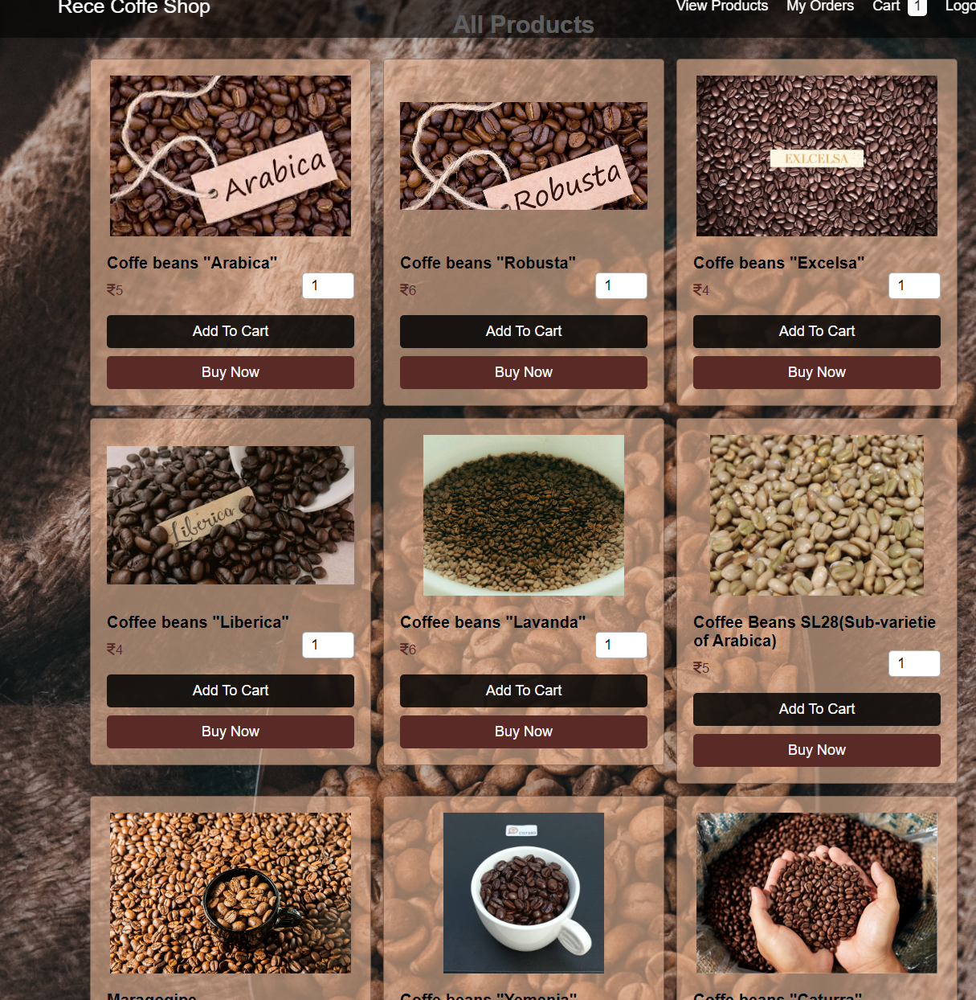 Rece Coffe Shop
View Products My Orders Cart 1 Logo
All Products
Arabica
Robusta
EXLCELSA
Coffe beans "Arabica"
Coffe beans "Robusta"
Coffe beans "Excelsa"
₹5
1
₹6
1
₹4
1
Add To Cart
Add To Cart
Add To Cart
Buy Now
Buy Now
Buy Now
Liberica
Coffee beans "Liberica"
Coffee beans "Lavanda"
Coffee Beans SL28(Sub-varietie
of Arabica)
₹4
1
₹6
1
₹5
1
Add To Cart
Add To Cart
Add To Cart
Buy Now
Buy Now
Buy Now
Maragogipe
Coffe beans "Yemenia"
Coffe beans "Caturra"